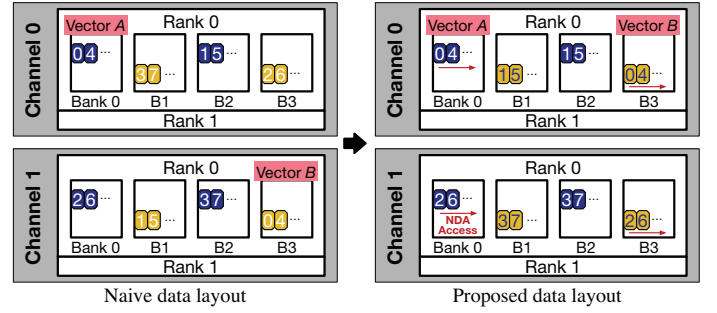 Channel 0
Rank 0
Vector A
04 ...
37 ...
15 ...
26 ...
Bank 0 B1 B2 B3
Rank 1
Channel 1
Rank 0
Vector B
26 ...
15 ...
37 ...
04 ...
Bank 0 B1 B2 B3
Rank 1
Naive data layout
Channel 0
Rank 0
Vector A
Vector B
04 ...
15 ...
15 ...
04 ...
Bank 0 B1 B2 B3
Rank 1
Channel 1
Rank 0
26 ...
NDA
Access
37 ...
37 ...
26 ...
Bank 0 B1 B2 B3
Rank 1
Proposed data layout